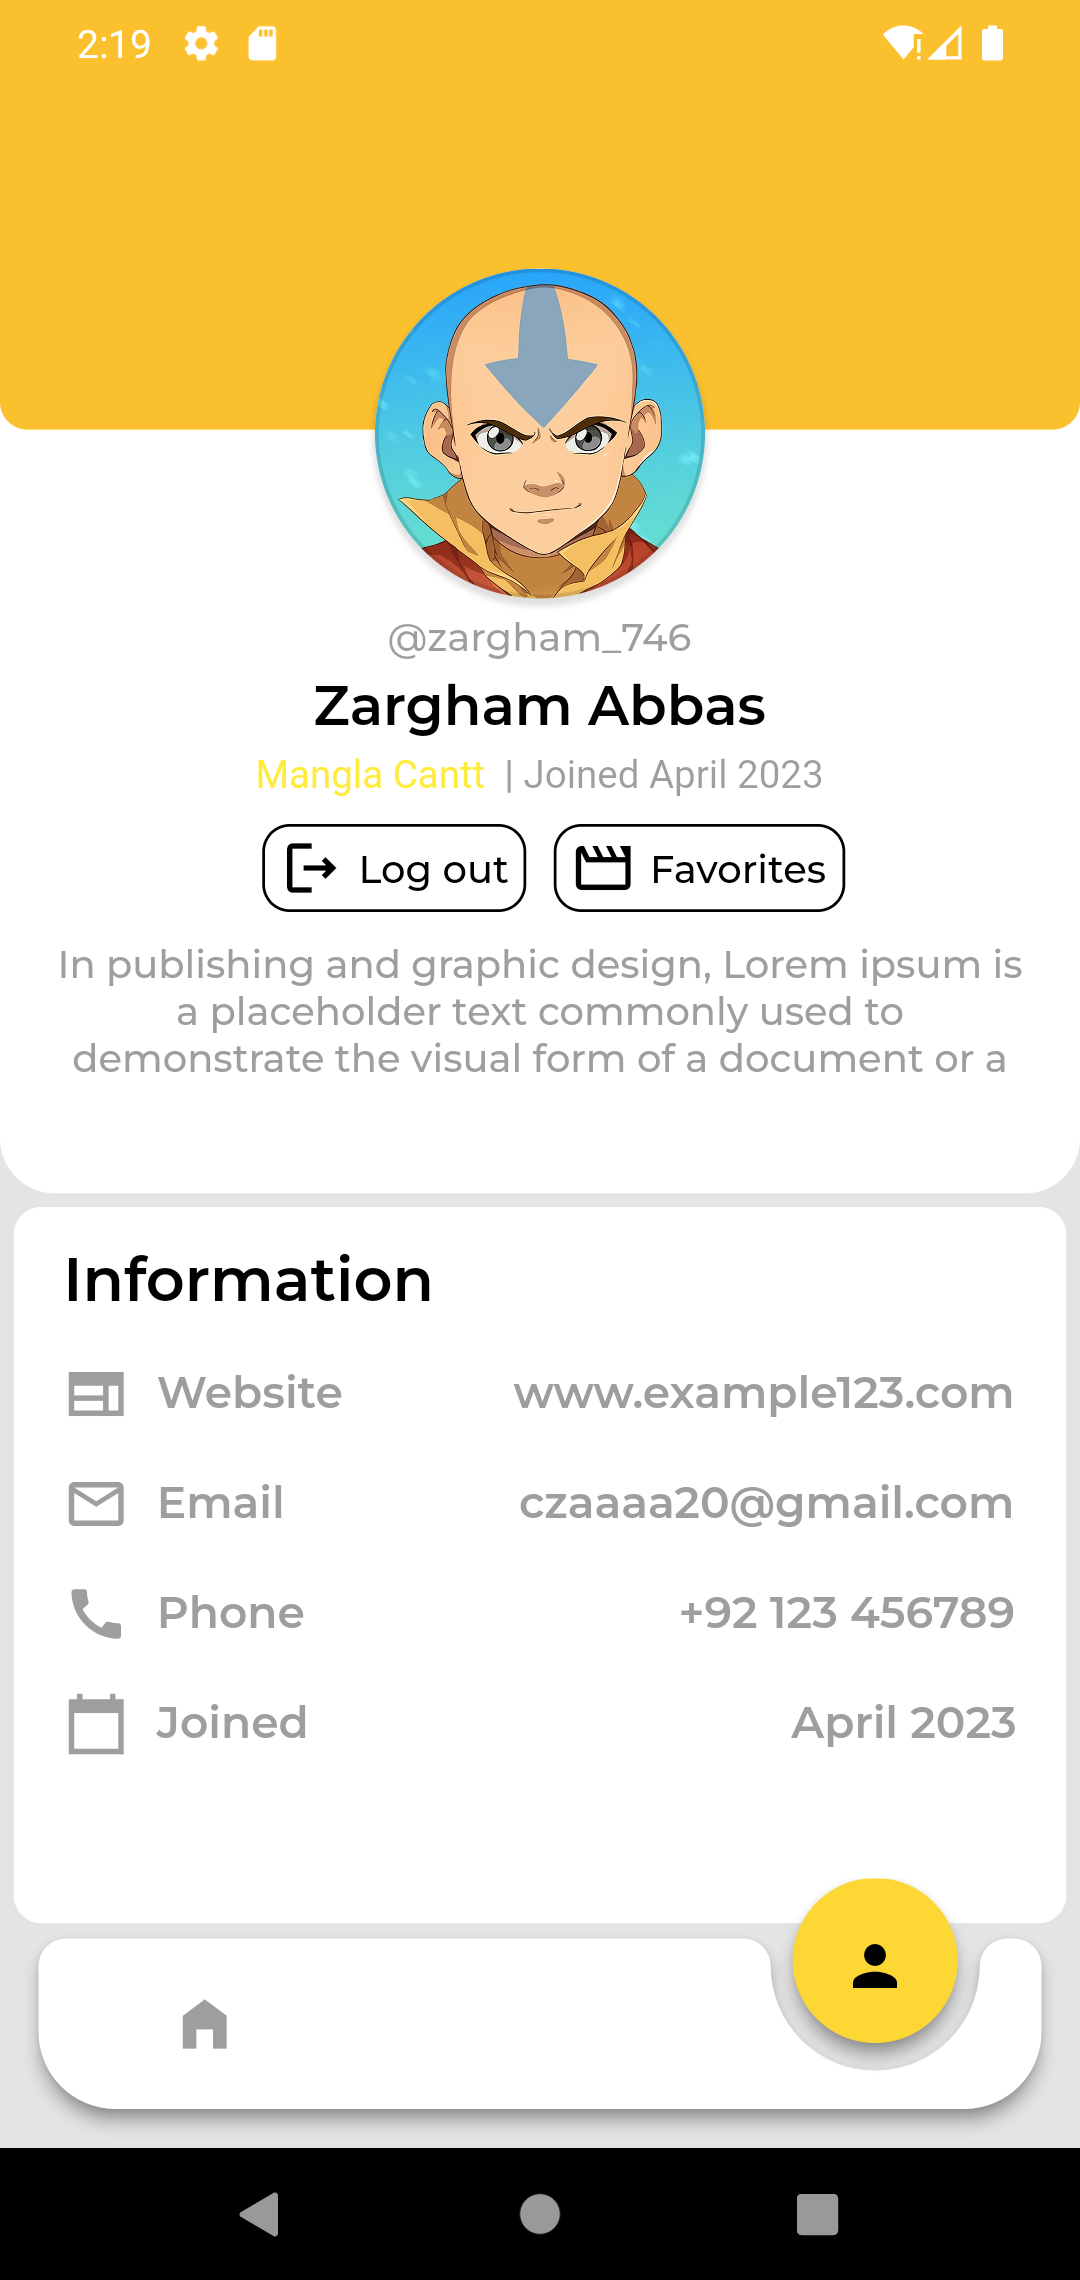 2:19
@zargham_746
Zargham Abbas
Mangla Cantt | Joined April 2023
Log out Favorites
In publishing and graphic design, Lorem ipsum is
a placeholder text commonly used to
demonstrate the visual form of a document or a
Information
Website www.example123.com
Email czaaaa20@gmail.com
Phone +92 123 456789
Joined April 2023